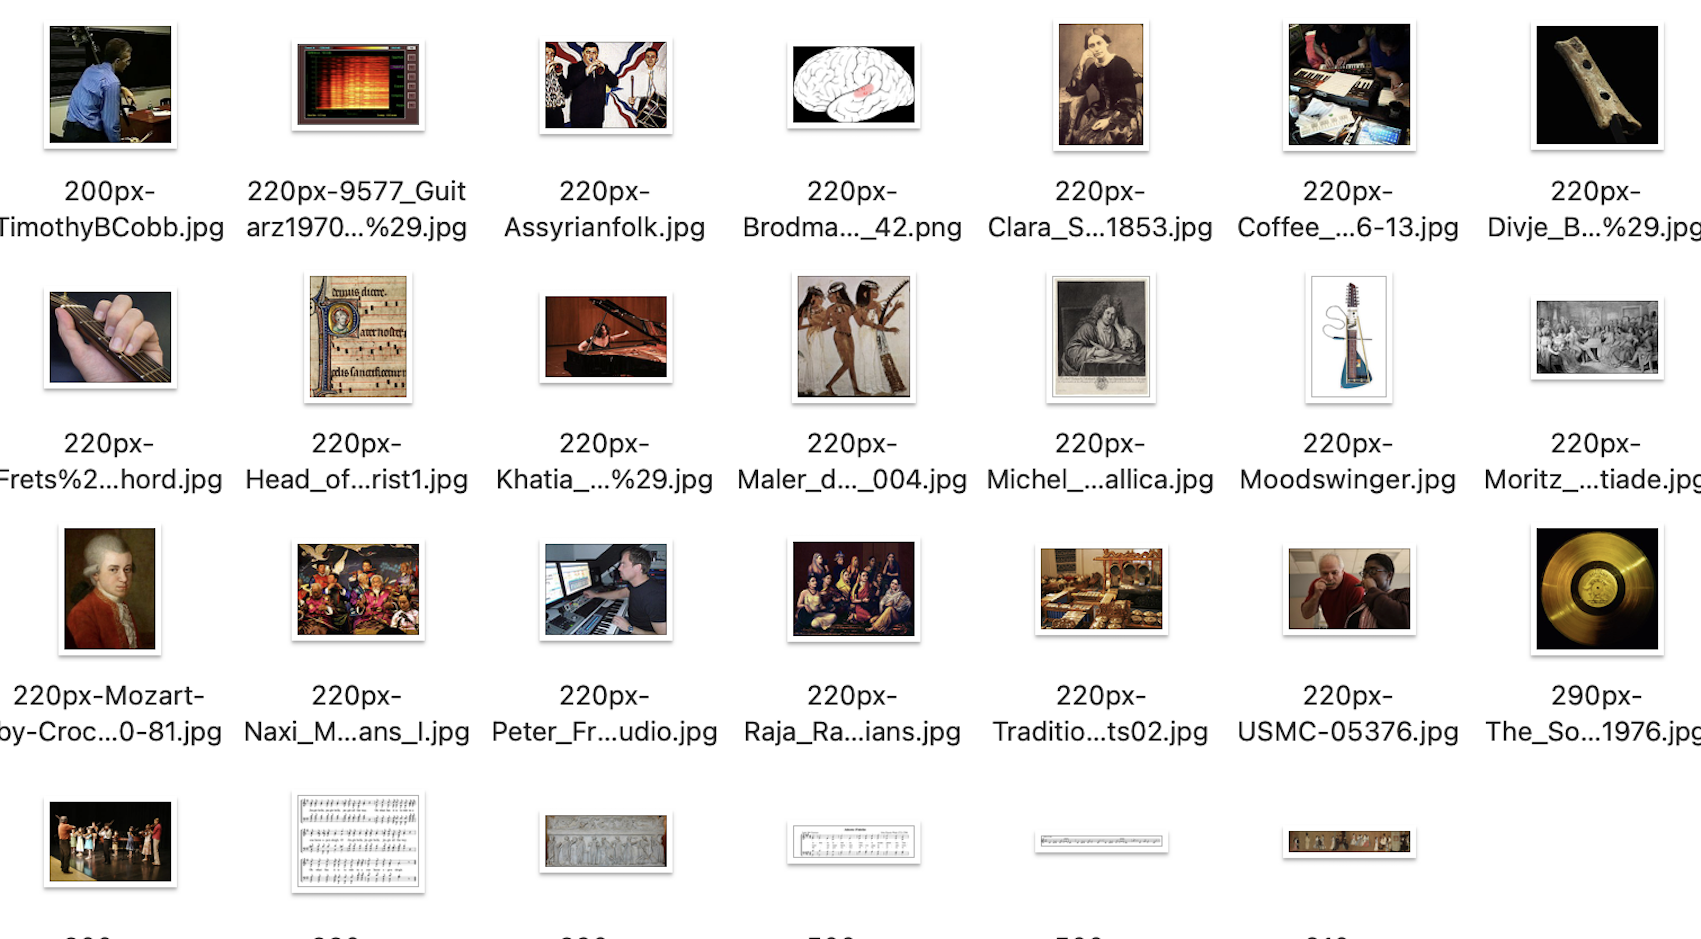 200px-
TimothyBCobb.jpg
220px-9577_Guit
arz1970...%29.jpg
220px-
Assyrianfolk.jpg
220px-
Brodma..._42.png
220px-
Clara_S...1853.jpg
220px-
Coffee_...6-13.jpg
220px-
Divje_B...%29.jpg
220px-
Frets%2...hord.jpg
220px-
Head_of...rist1.jpg
220px-
Khatia_...%29.jpg
220px-
Maler_d..._004.jpg
220px-
Michel_...allica.jpg
220px-
Moodswinger.jpg
220px-
Moritz_...tiade.jpg
220px-Mozart-
by-Croc...0-81.jpg
220px-
Naxi_M...ans_I.jpg
220px-
Peter_Fr...udio.jpg
220px-
Raja_Ra...ians.jpg
220px-
Traditio...ts02.jpg
220px-
USMC-05376.jpg
290px-
The_So...1976.jpg